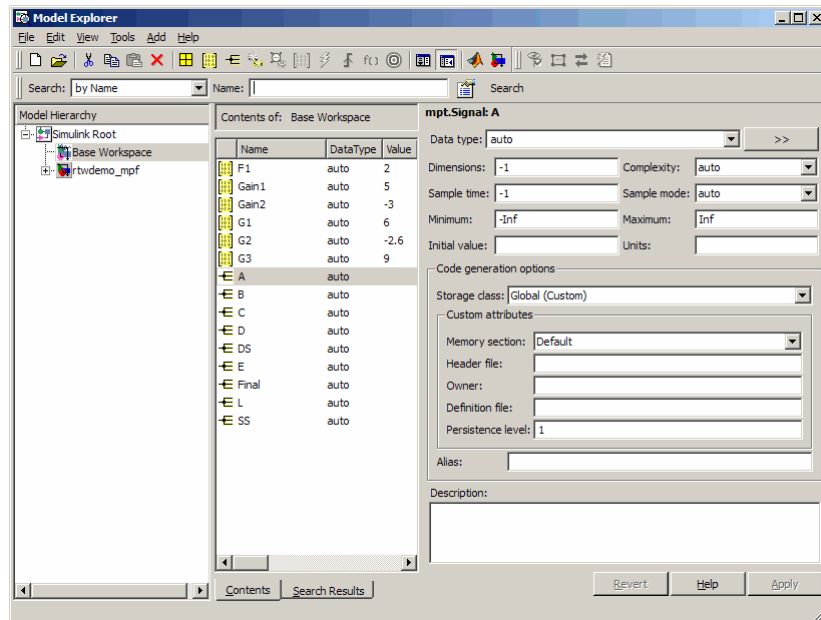 Model Explorer
File Edit View Tools Add Help
Search: by Name Name: Search
Model Hierarchy
Simulink Root
Base Workspace
rtwdemo_mpf
Contents of: Base Workspace
Name DataType Value
F1 auto 2
Gain1 auto 5
Gain2 auto -3
G1 auto 6
G2 auto -2.6
G3 auto 9
A auto
B auto
C auto
D auto
DS auto
E auto
Final auto
L auto
SS auto
Contents Search Results
mpt.Signal: A
Data type: auto >>
Dimensions: -1 Complexity: auto
Sample time: -1 Sample mode: auto
Minimum: -Inf Maximum: Inf
Initial value: Units:
Code generation options
Storage class: Global (Custom)
Custom attributes
Memory section: Default
Header file:
Owner:
Definition file:
Persistence level: 1
Alias:
Description:
Revert Help Apply